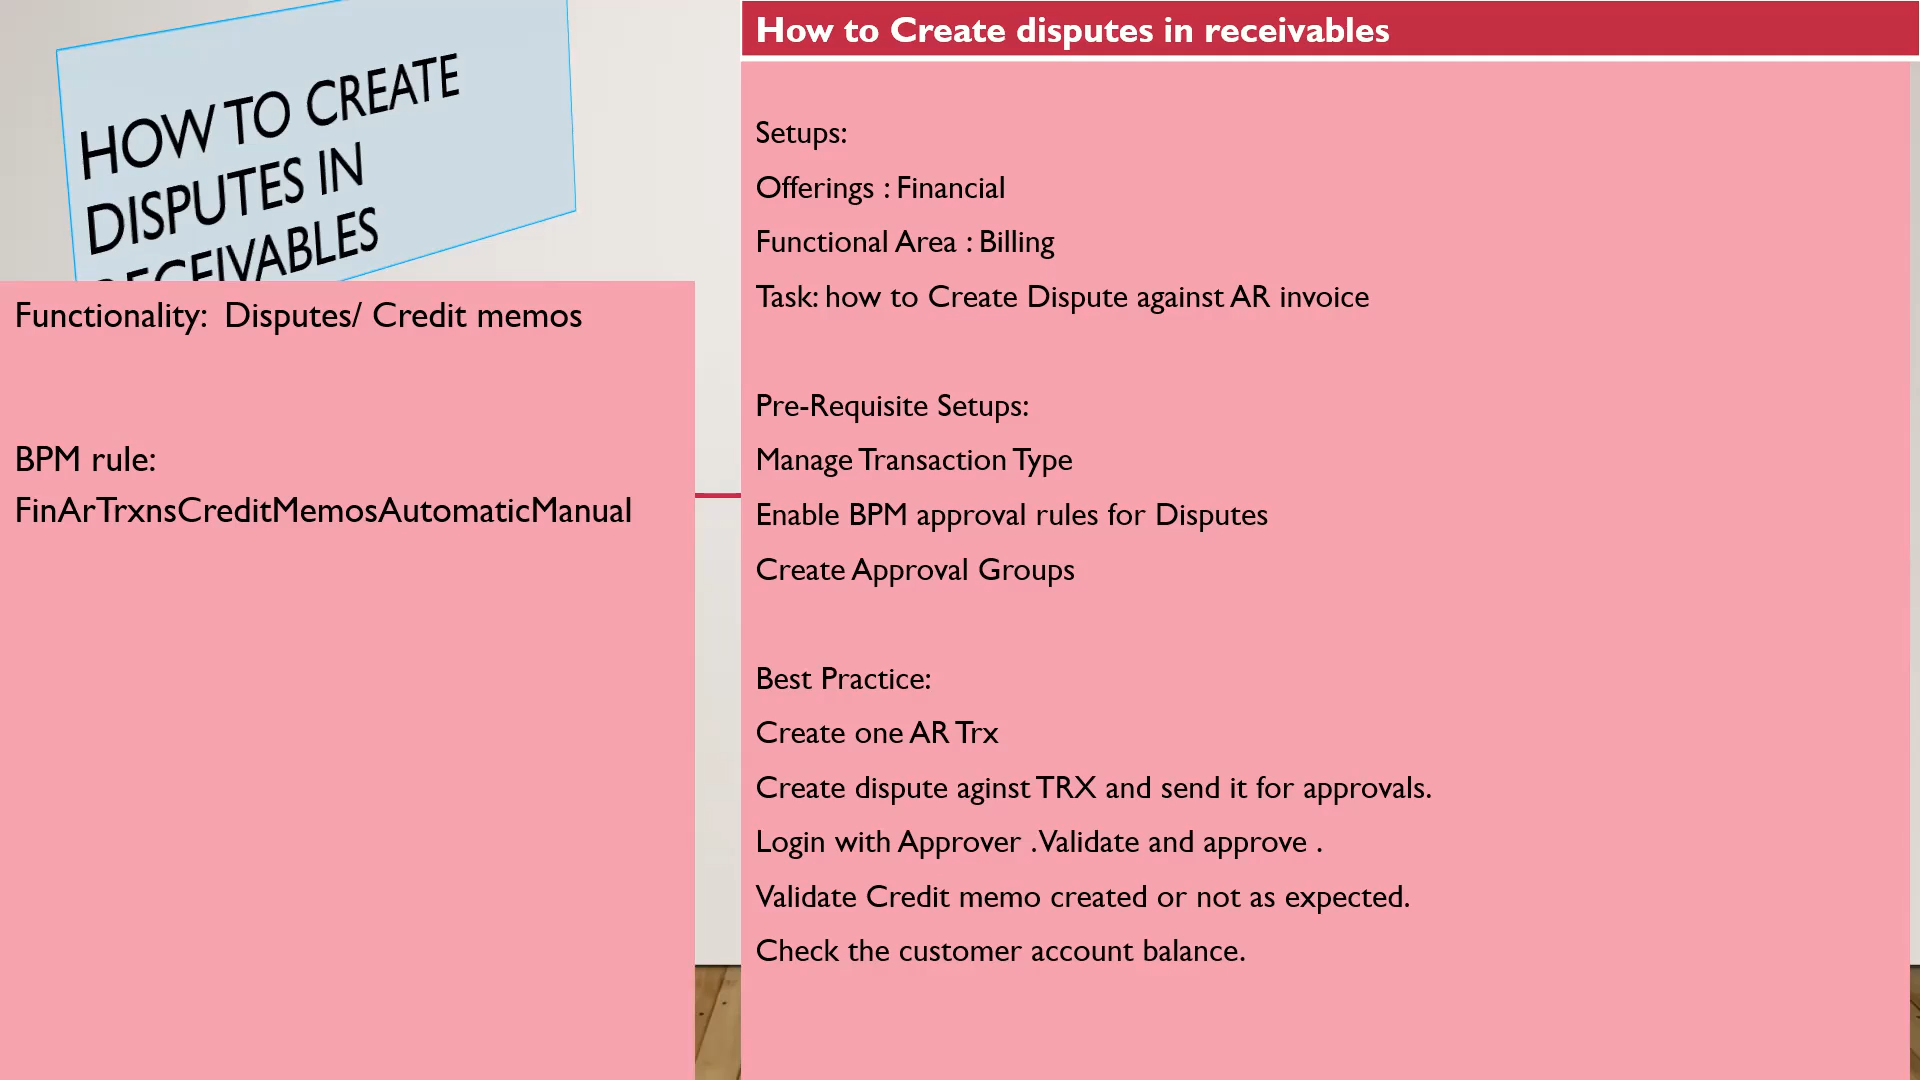 HOW TO CREATE
DISPUTES IN
RECEIVABLES
Functionality: Disputes/ Credit memos
BPM rule:
FinArTrxnsCreditMemosAutomaticManual
How to Create disputes in receivables
Setups:
Offerings : Financial
Functional Area : Billing
Task: how to Create Dispute against AR invoice
Pre-Requisite Setups:
Manage Transaction Type
Enable BPM approval rules for Disputes
Create Approval Groups
Best Practice:
Create one AR Trx
Create dispute aginst TRX and send it for approvals.
Login with Approver . Validate and approve .
Validate Credit memo created or not as expected.
Check the customer account balance.